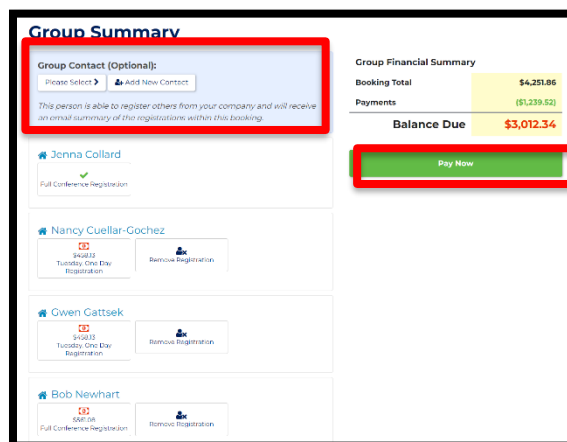 Group Summary
Group Contact (Optional):
Please Select
Add New Contact
This person is able to register others from your company and will receive
an email summary of the registrations within this booking.
Group Financial Summary
Booking Total $4,251.86
Payments ($1,239.52)
Balance Due $3,012.34
Pay Now
Jenna Collard
Full Conference Registration
Nancy Cuellar-Gochez
Tuesday One Day
Registration
Remove Registration
Gwen Gattsek
Tuesday One Day
Registration
Remove Registration
Bob Newhart
Full Conference Registration
Remove Registration